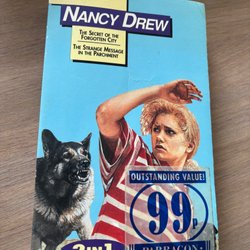 NANCY DREW
THE SECRET OF THE
FORGOTTEN CITY
THE STRANGE MESSAGE
IN THE PARCHMENT
OUTSTANDING VALUE!
99p
PARRAGON
2 IN 1